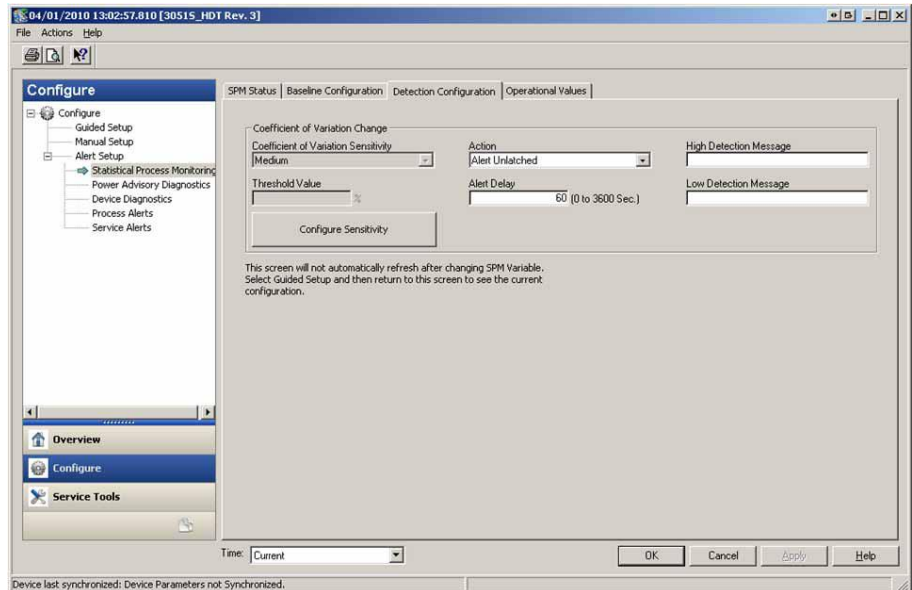 04/01/2010 13:02:57.810 [3051S_HDT Rev. 3]
File Actions Help
Configure
Configure
Guided Setup
Manual Setup
Alert Setup
Statistical Process Monitoring
Power Advisory Diagnostics
Device Diagnostics
Process Alerts
Service Alerts
Overview
Configure
Service Tools
SPM Status Baseline Configuration Detection Configuration Operational Values
Coefficient of Variation Change
Coefficient of Variation Sensitivity Action High Detection Message
Medium Alert Unlatched
Threshold Value Alert Delay Low Detection Message
% 60 (0 to 3600 Sec.)
Configure Sensitivity
This screen will not automatically refresh after changing SPM Variable.
Select Guided Setup and then return to this screen to see the current
configuration.
Time: Current OK Cancel Apply Help
Device last synchronized: Device Parameters not Synchronized.